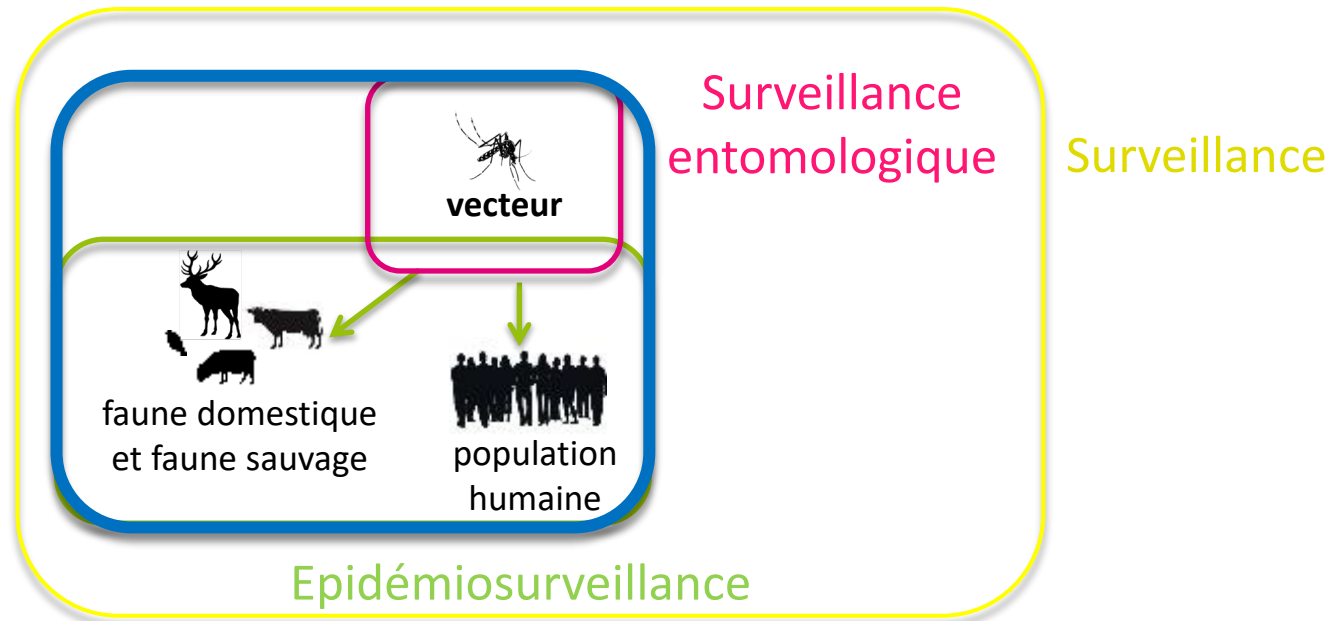 Surveillance
entomologique
Surveillance
vecteur
faune domestique
et faune sauvage
population
humaine
Epidémiosurveillance